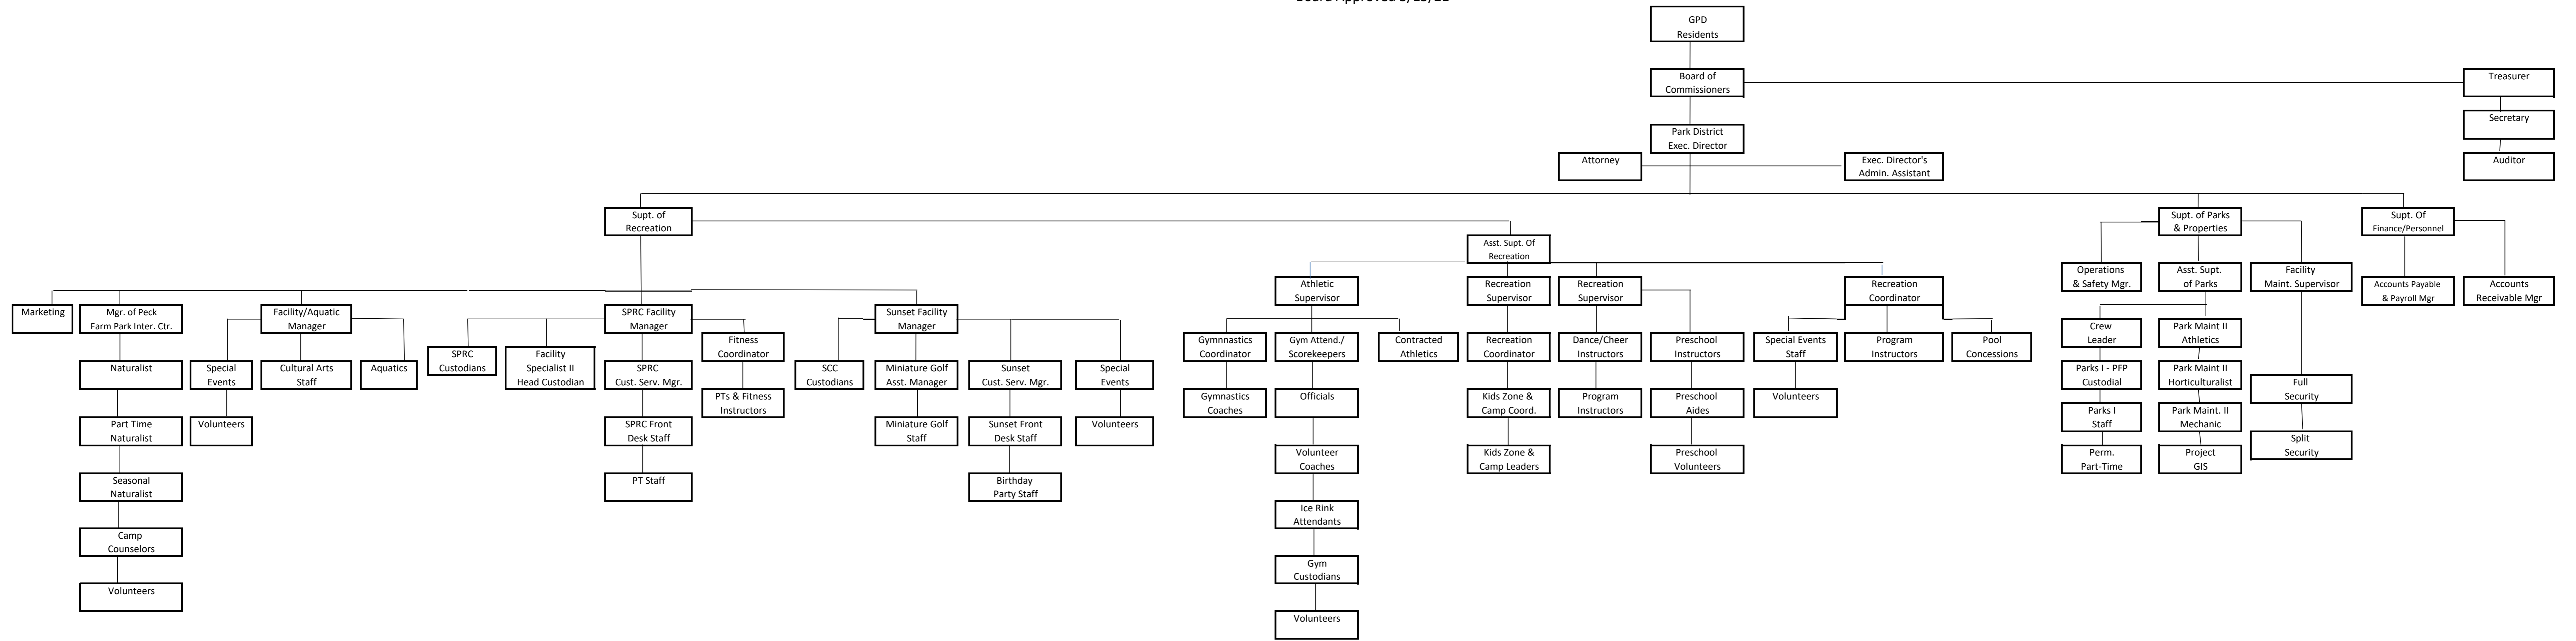 GPD
Residents
Board of
Commissioners
Treasurer
Park District
Exec. Director
Secretary
Attorney
Exec. Director's
Admin. Assistant
Auditor
Supt. of
Recreation
Supt. of Parks
& Properties
Supt. Of
Finance/Personnel
Asst. Supt. Of
Recreation
Athletic
Supervisor
Recreation
Supervisor
Recreation
Supervisor
Recreation
Coordinator
Operations
& Safety Mgr.
Asst. Supt.
of Parks
Facility
Maint. Supervisor
Accounts Payable
& Payroll Mgr
Accounts
Receivable Mgr
Marketing
Mgr. of Peck
Farm Park Inter. Ctr.
Facility/Aquatic
Manager
SPRC Facility
Manager
Sunset Facility
Manager
Fitness
Coordinator
Gymnnastics
Coordinator
Gym Attend./
Scorekeepers
Contracted
Athletics
Recreation
Coordinator
Dance/Cheer
Instructors
Preschool
Instructors
Special Events
Staff
Program
Instructors
Pool
Concessions
Crew
Leader
Park Maint II
Athletics
Naturalist
Special
Events
Cultural Arts
Staff
Aquatics
SPRC
Custodians
Facility
Specialist II
Head Custodian
SPRC
Cust. Serv. Mgr.
SCC
Custodians
Miniature Golf
Asst. Manager
Sunset
Cust. Serv. Mgr.
Special
Events
Parks I - PFP
Custodial
Park Maint II
Horticulturalist
Full
Security
PTs & Fitness
Instructors
Gymnastics
Coaches
Officials
Kids Zone &
Camp Coord.
Program
Instructors
Preschool
Aides
Volunteers
Part Time
Naturalist
Volunteers
SPRC Front
Desk Staff
Miniature Golf
Staff
Sunset Front
Desk Staff
Volunteers
Parks I
Staff
Park Maint. II
Mechanic
Split
Security
Volunteer
Coaches
Kids Zone &
Camp Leaders
Preschool
Volunteers
Perm.
Part-Time
Project
GIS
Seasonal
Naturalist
PT Staff
Birthday
Party Staff
Ice Rink
Attendants
Camp
Counselors
Gym
Custodians
Volunteers
Volunteers